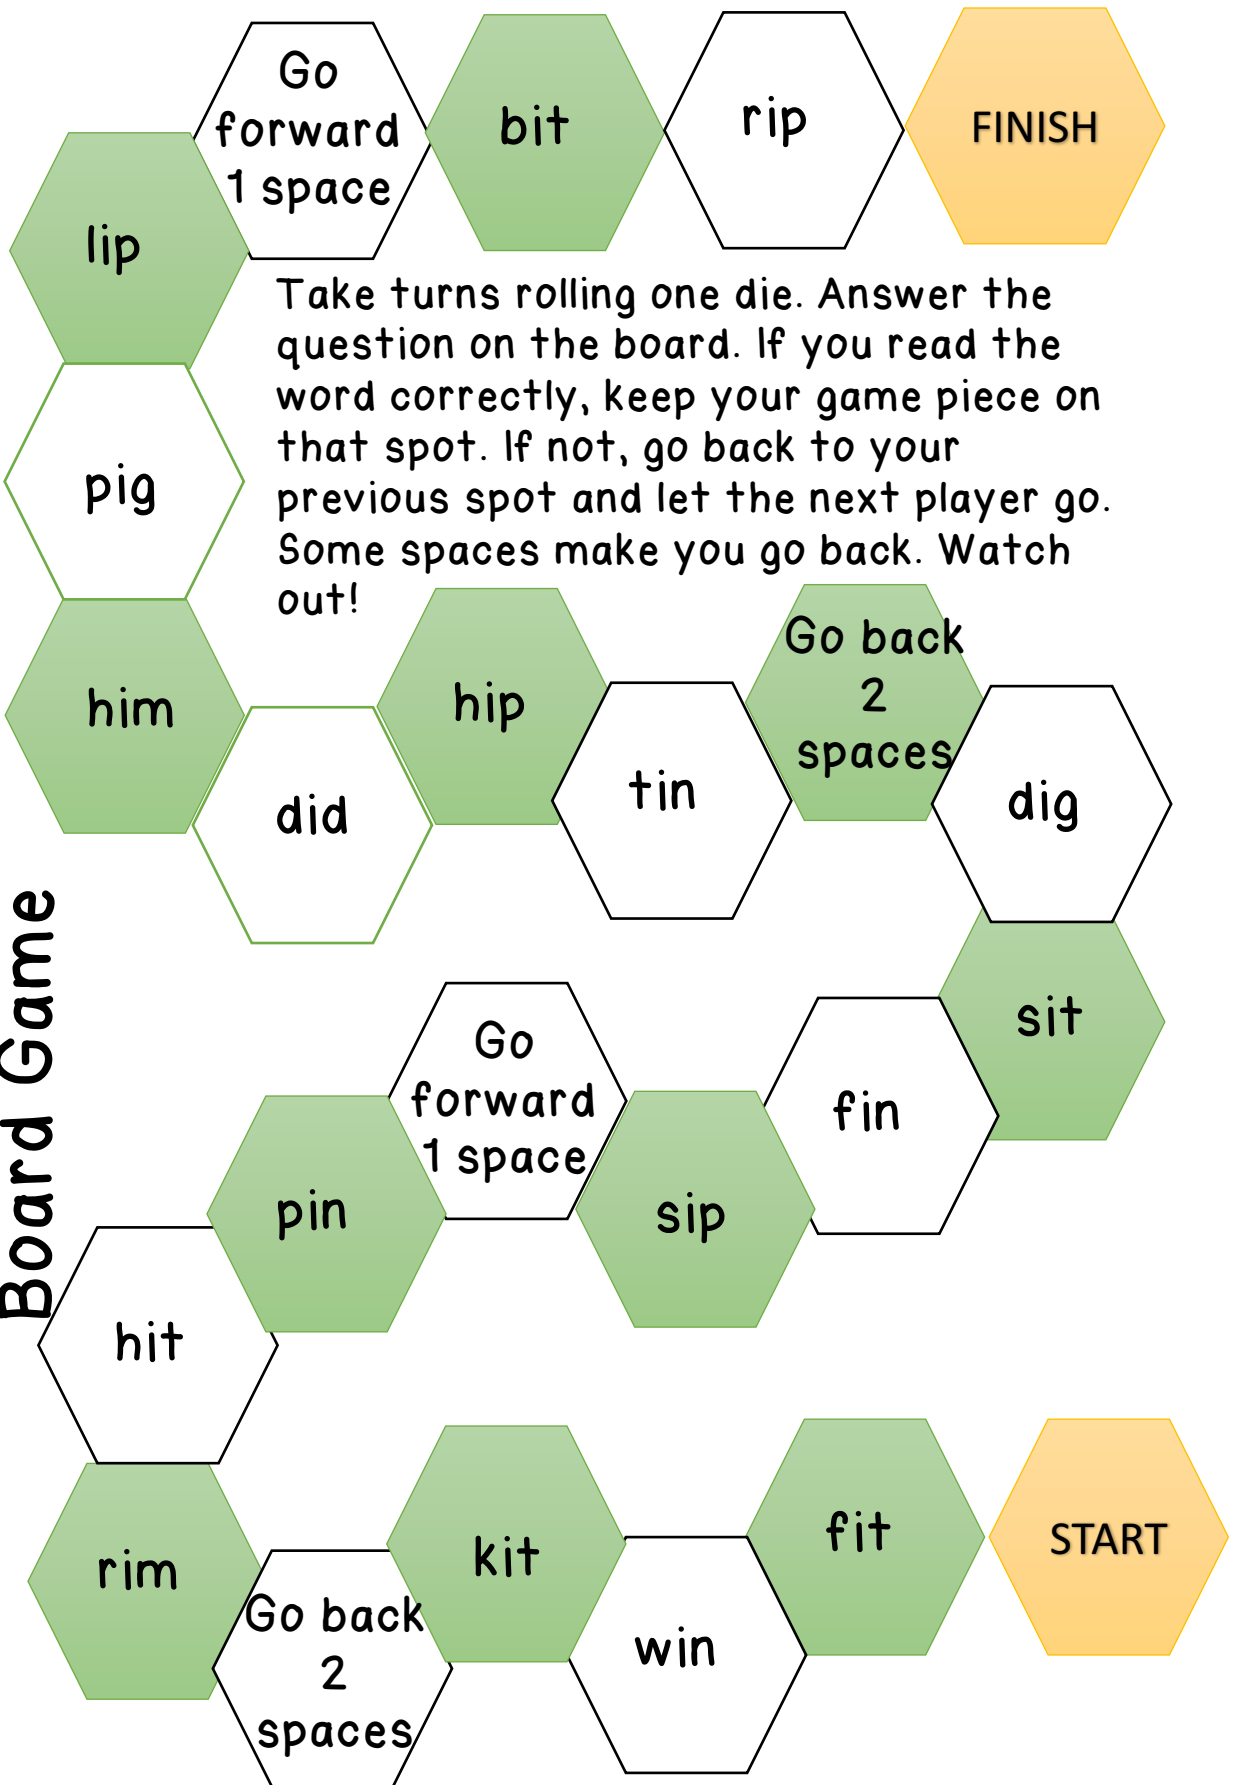 Go
forward
1 space
bit
rip
FINISH
lip
Take turns rolling one die. Answer the
question on the board. If you read the
word correctly, keep your game piece on
that spot. If not, go back to your
previous spot and let the next player go.
Some spaces make you go back. Watch
out!
pig
him
did
hip
tin
Go back
2
spaces
dig
sit
fin
sip
Go
forward
1 space
pin
hit
Board Game
rim
Go back
2
spaces
kit
win
fit
START